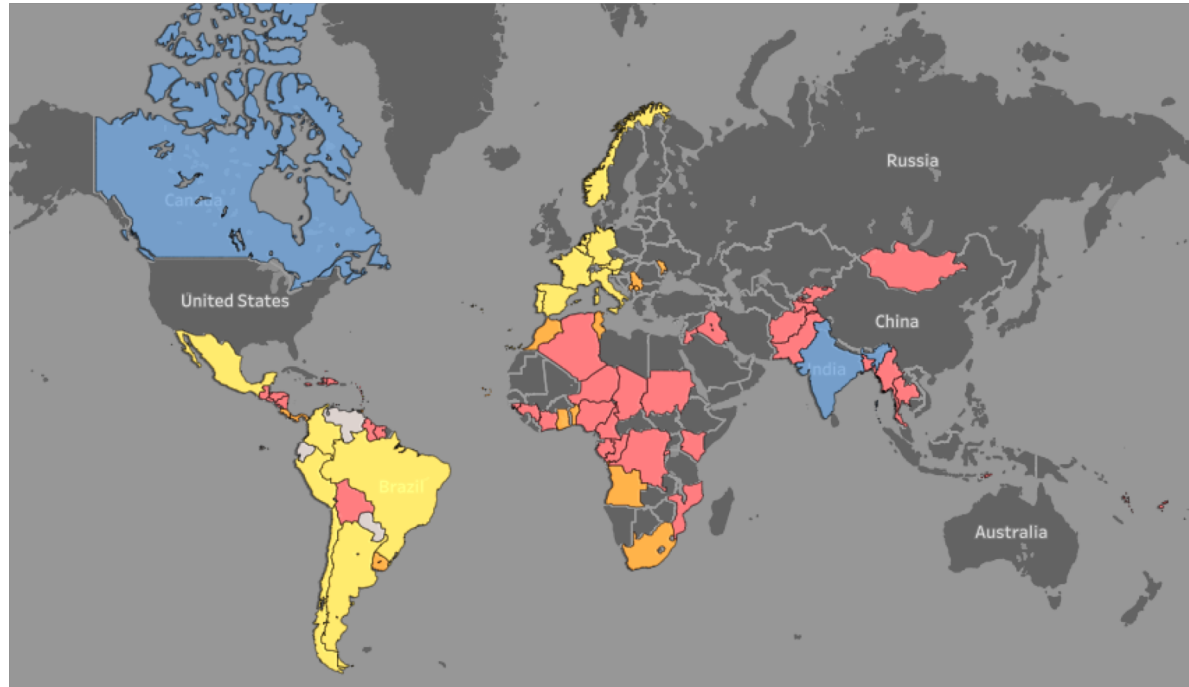 Canada
Russia
United States
China
India
Brazil
Australia